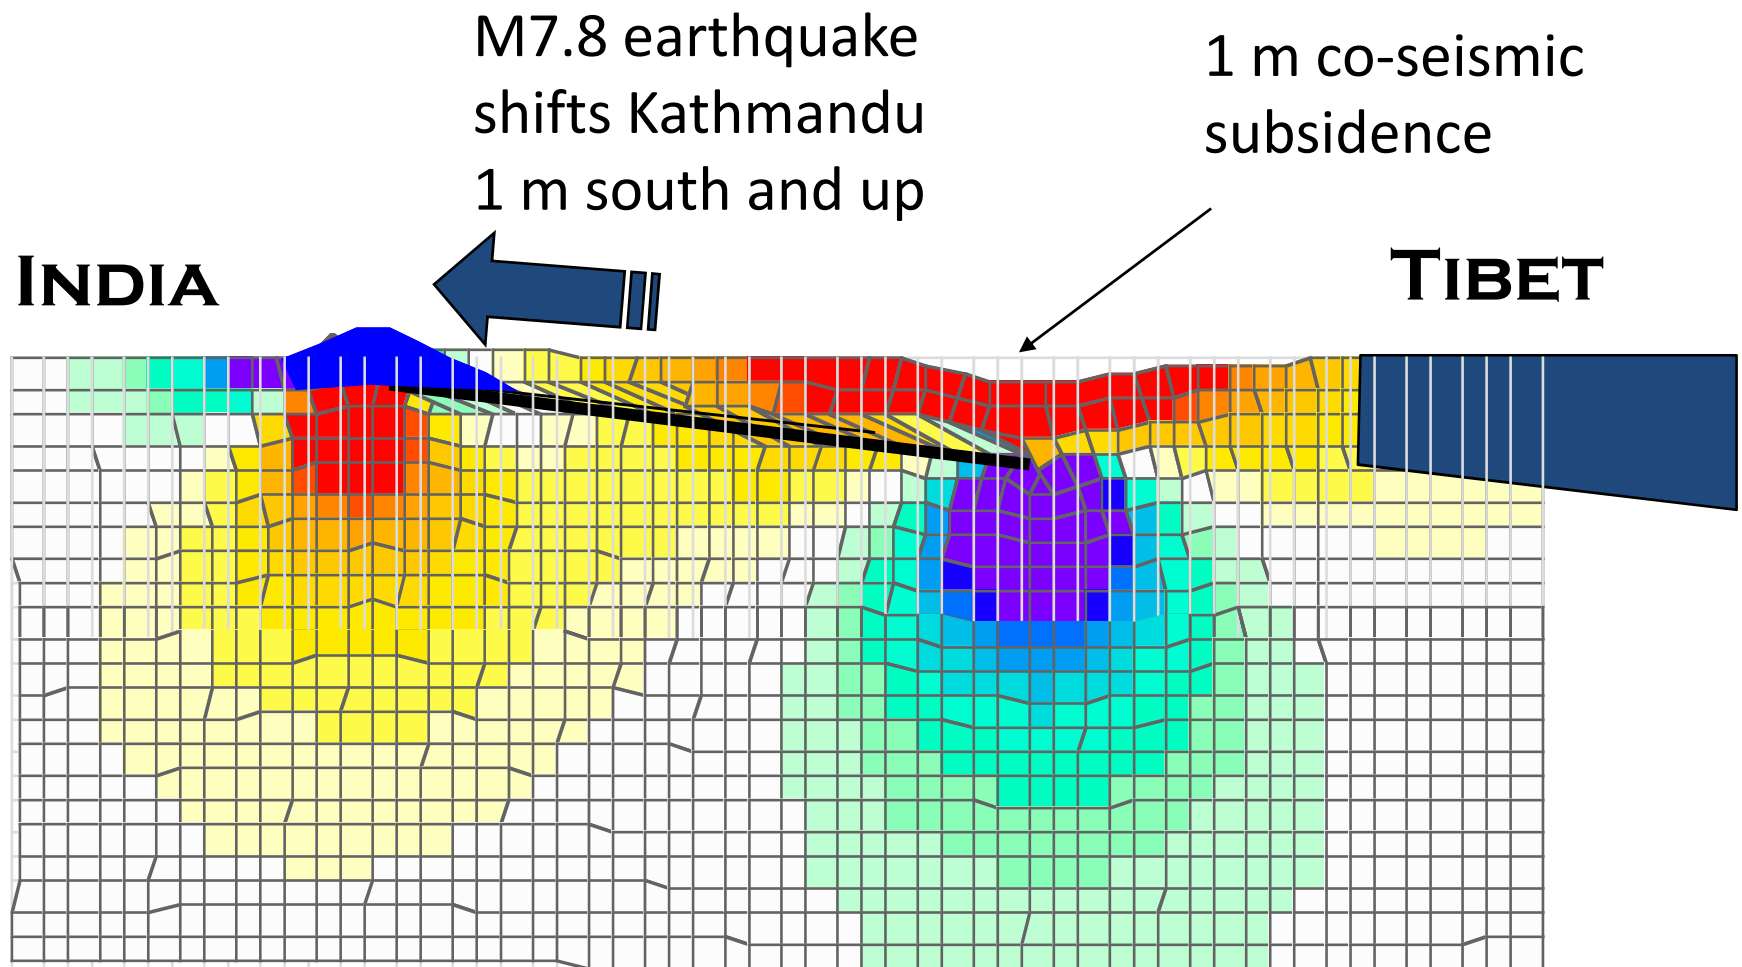 M7.8 earthquake
shifts Kathmandu
1 m south and up
1 m co-seismic
subsidence
INDIA
TIBET